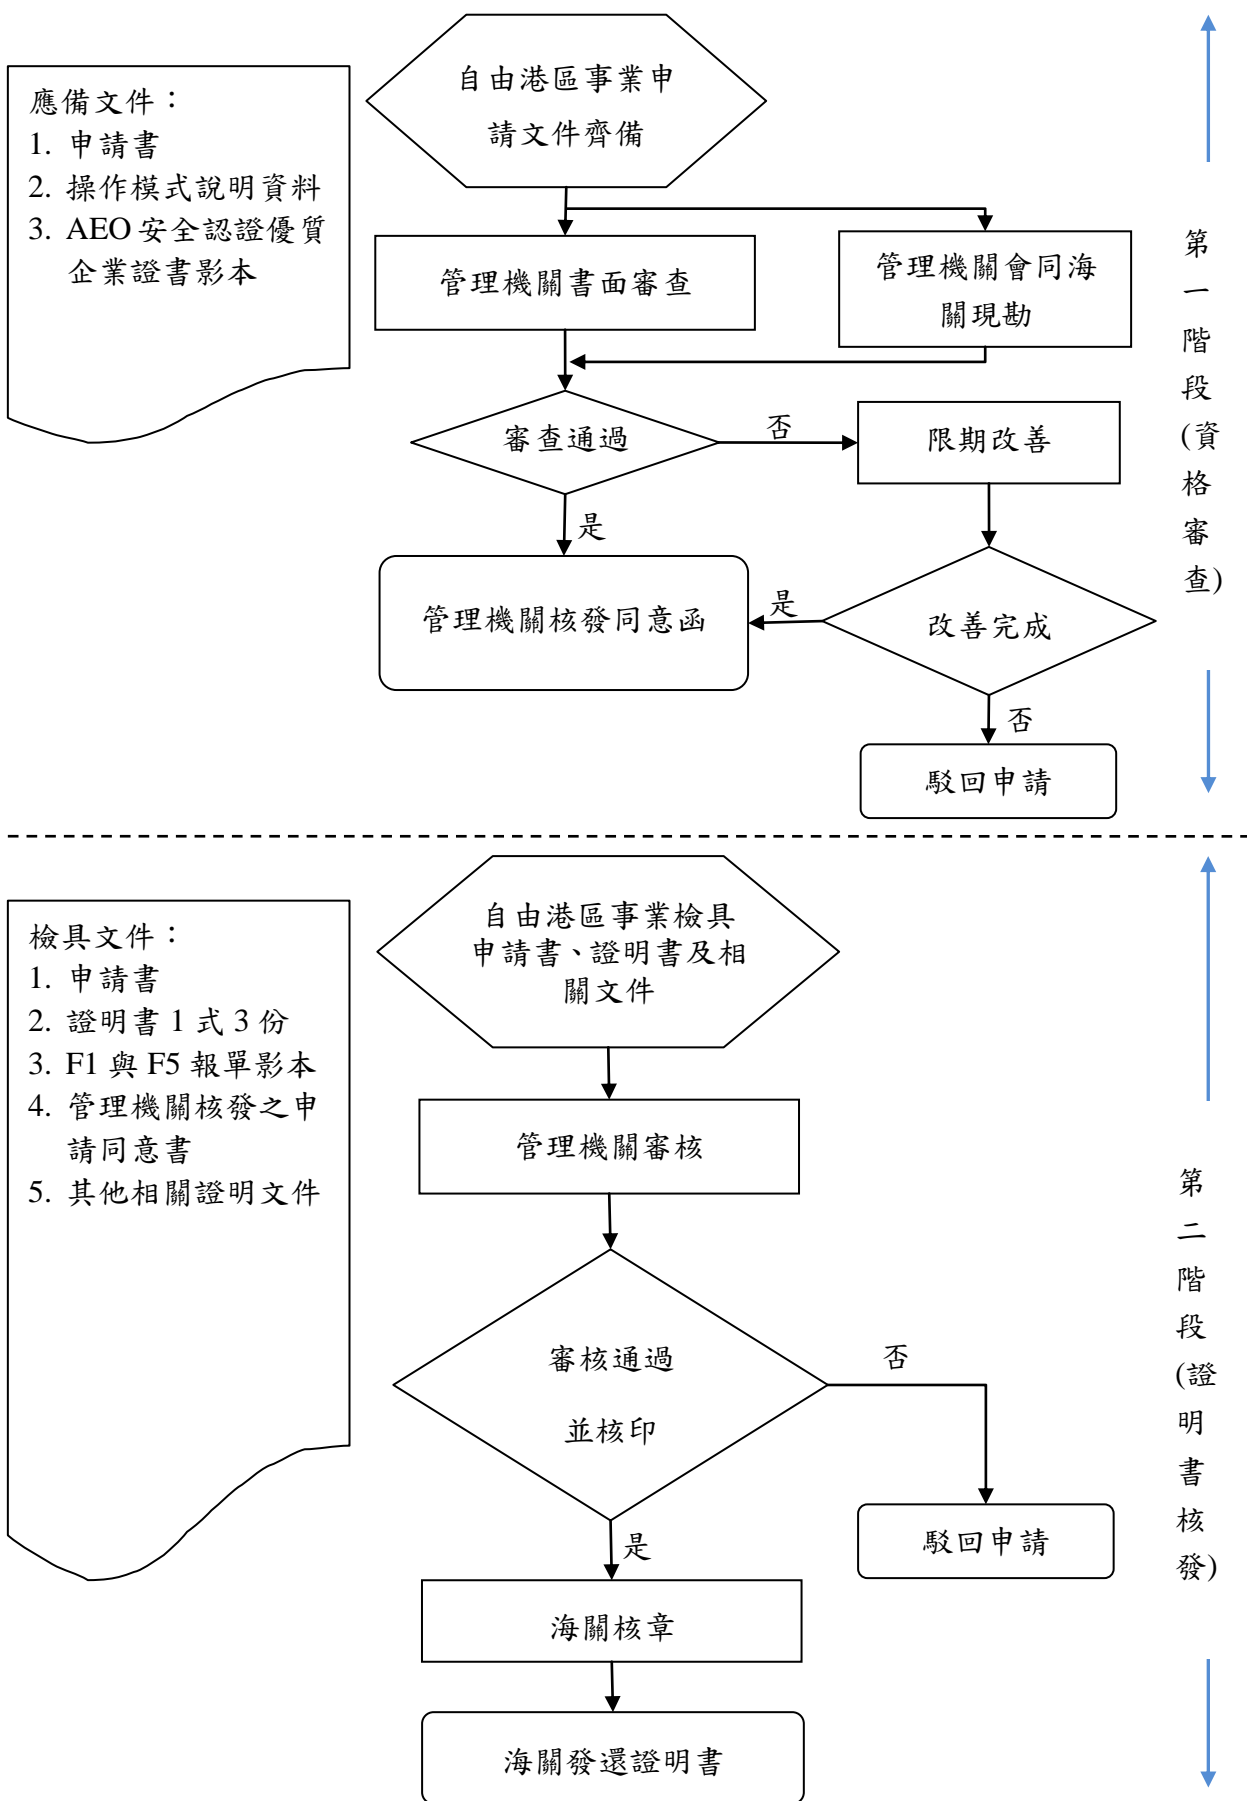 應備文件：
1. 申請書
2. 操作模式說明資料
3. AEO 安全認證優質
企業證書影本
自由港區事業申
請文件齊備
管理機關書面審查
管理機關會同海
關現勘
審查通過
否
限期改善
是
管理機關核發同意函
是
改善完成
否
駁回申請
第
一
階
段
(資
格
審
查)
檢具文件：
1. 申請書
2. 證明書 1 式 3 份
3. F1 與 F5 報單影本
4. 管理機關核發之申
請同意書
5. 其他相關證明文件
自由港區事業檢具
申請書、證明書及相
關文件
管理機關審核
審核通過
並核印
否
駁回申請
是
海關核章
海關發還證明書
第
二
階
段
(證
明
書
核
發)